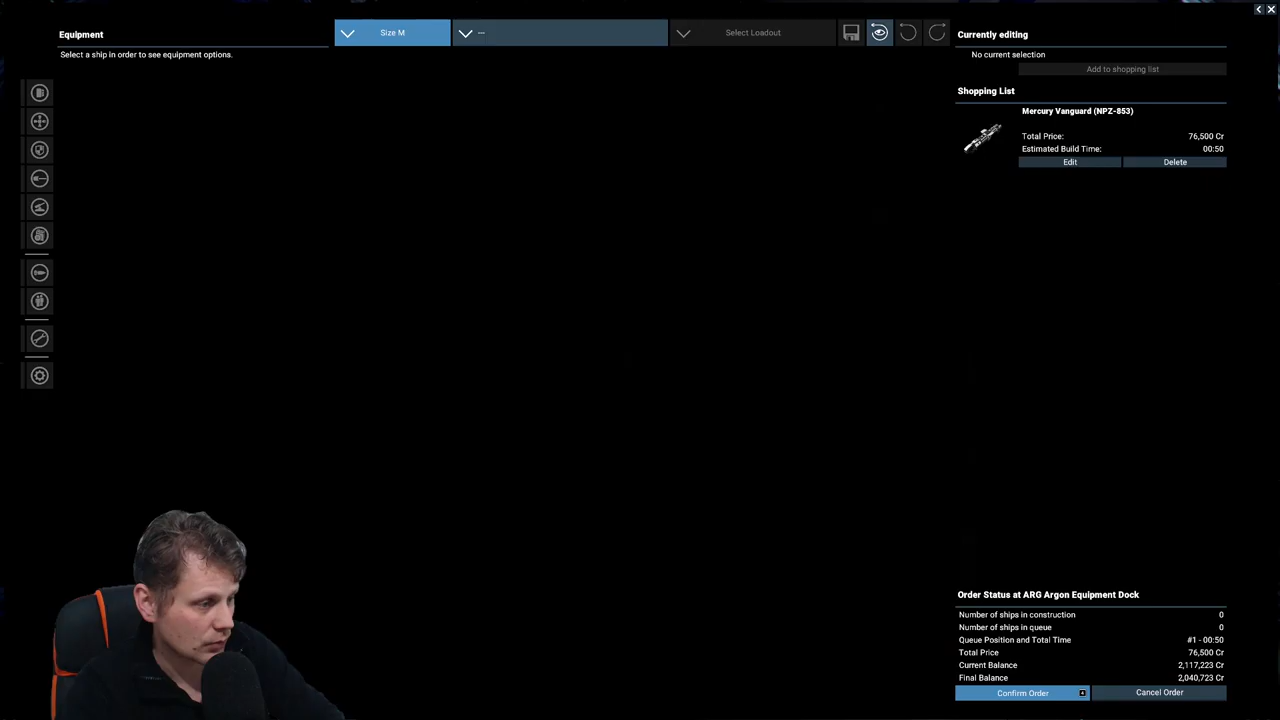 Equipment
Select a ship in order to see equipment options.
Size M
--
Select Loadout
Currently editing
No current selection
Add to shopping list
Shopping List
Mercury Vanguard (NPZ-853)
Total Price: 76,500 Cr
Estimated Build Time: 00:50
Edit Delete
Order Status at ARG Argon Equipment Dock
Number of ships in construction 0
Number of ships in queue 0
Queue Position and Total Time #1 - 00:50
Total Price 76,500 Cr
Current Balance 2,117,223 Cr
Final Balance 2,040,723 Cr
Confirm Order Cancel Order